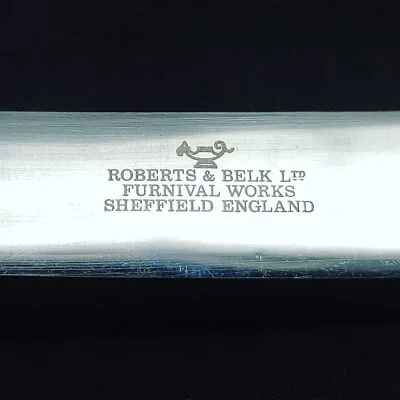 ROBERTS & BELK LTD
FURNIVAL WORKS
SHEFFIELD ENGLAND